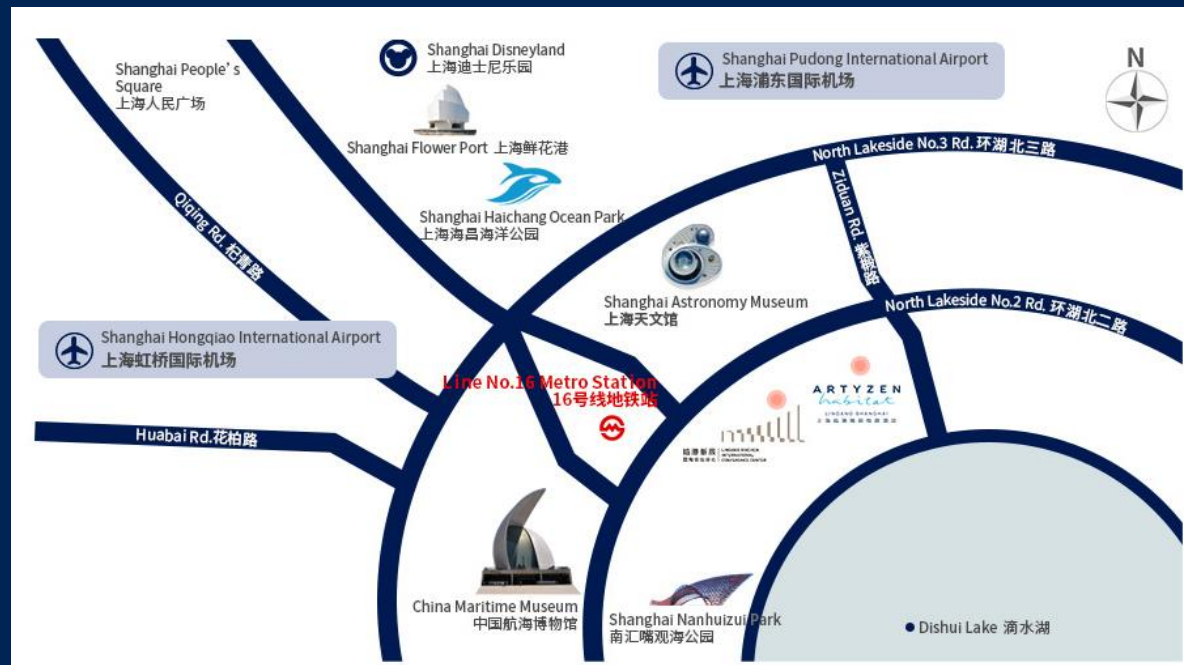 Shanghai Disneyland
上海迪士尼乐园
Shanghai Pudong International Airport
上海浦东国际机场
N
Shanghai People's
Square
上海人民广场
Shanghai Flower Port 上海鲜花港
North Lakeside No.3 Rd. 环湖北三路
Ziduan Rd. 紫椴路
Qiqing Rd. 杞青路
Shanghai Haichang Ocean Park
上海海昌海洋公园
Shanghai Astronomy Museum
上海天文馆
North Lakeside No.2 Rd. 环湖北二路
Shanghai Hongqiao International Airport
上海虹桥国际机场
Line No.16 Metro Station
16号线地铁站
ARTYZEN
habitat
LINGANG SHANGHAI
Huabai Rd.花柏路
China Maritime Museum
中国航海博物馆
Shanghai Nanhuizui Park
南汇嘴观海公园
Dishui Lake 滴水湖